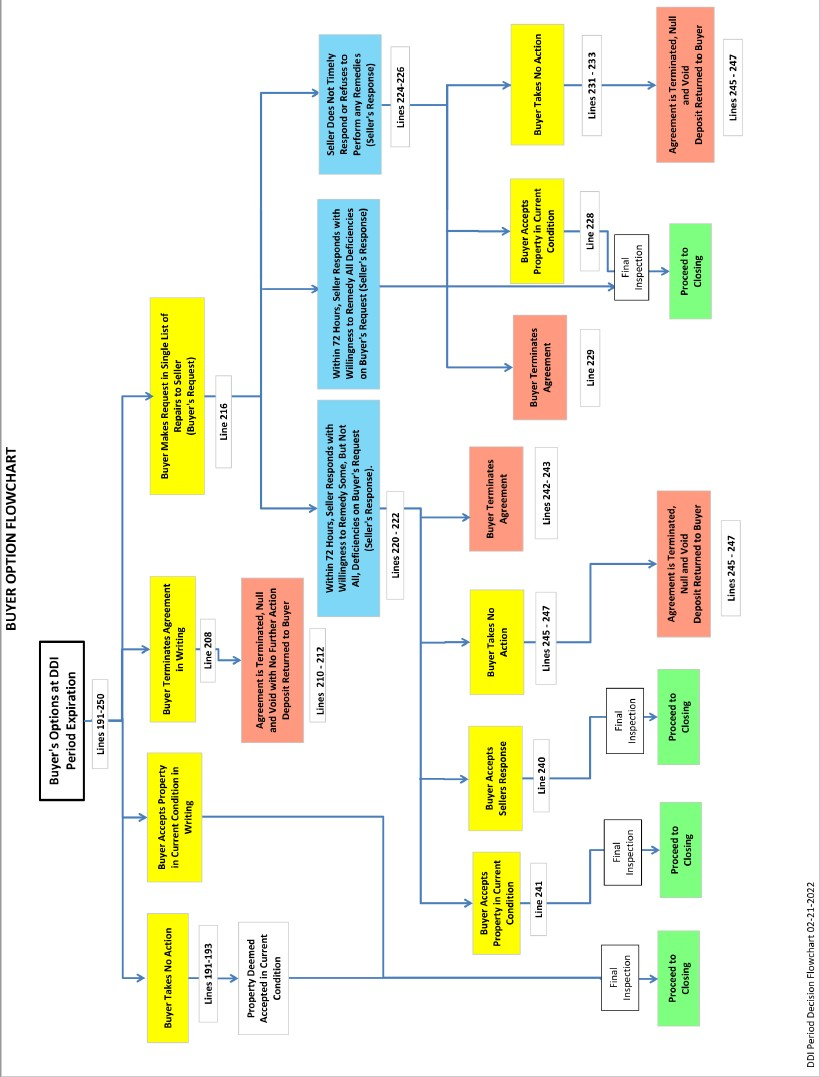 BUYER OPTION FLOWCHART
Buyer's Options at DDI
Period Expiration
Lines 191-250
Buyer Takes No Action
Lines 191-193
Property Deemed
Accepted in Current
Condition
Buyer Accepts Property
in Current Condition in
Writing
Final
Inspection
Proceed to
Closing
Buyer Terminates Agreement
in Writing
Line 208
Agreement is Terminated, Null
and Void with No Further Action
Deposit Returned to Buyer
Lines 210 - 212
Buyer Makes Request in Single List of
Repairs to Seller
(Buyer's Request)
Line 216
Within 72 Hours, Seller Responds with
Willingness to Remedy Some, But Not
All, Deficiencies on Buyer's Request
(Seller's Response).
Lines 220 - 222
Buyer Accepts
Property in Current
Condition
Line 241
Final
Inspection
Proceed to
Closing
Buyer Accepts
Sellers Response
Line 240
Final
Inspection
Proceed to
Closing
Buyer Takes No
Action
Lines 245 - 247
Agreement is Terminated,
Null and Void
Deposit Returned to Buyer
Lines 245 - 247
Buyer Terminates
Agreement
Lines 242- 243
Within 72 Hours, Seller Responds with
Willingness to Remedy All Deficiencies
on Buyer's Request (Seller's Response)
Seller Does Not Timely
Respond or Refuses to
Perform any Remedies
(Seller's Response)
Lines 224-226
Buyer Terminates
Agreement
Line 229
Buyer Accepts
Property in Current
Condition
Line 228
Final
Inspection
Proceed to
Closing
Buyer Takes No Action
Lines 231 - 233
Agreement is Terminated, Null
and Void
Deposit Returned to Buyer
Lines 245 - 247
DDI Period Decision Flowchart 02-21-2022